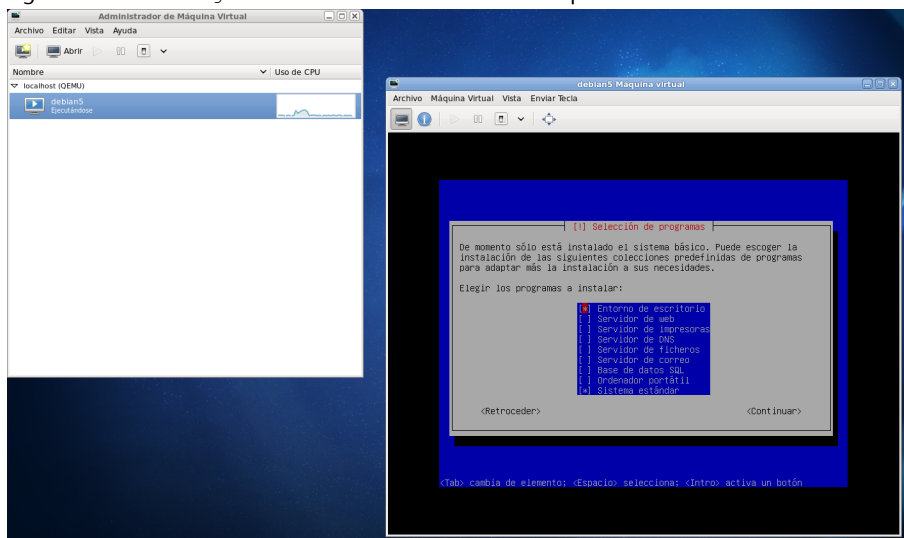 Administrador de Máquina Virtual
Archivo Editar Vista Ayuda
Abrir
Nombre
Uso de CPU
localhost (QEMU)
debian5
Ejecutándose
debian5 Máquina virtual
Archivo Máquina Virtual Vista Enviar Tecla
[!] Selección de programas
De momento sólo está instalado el sistema básico. Puede escoger la
instalación de las siguientes colecciones predefinidas de programas
para adaptar más la instalación a sus necesidades.
Elegir los programas a instalar:
[*] Entorno de escritorio
[ ] Servidor de web
[ ] Servidor de impresoras
[ ] Servidor de DNS
[ ] Servidor de ficheros
[ ] Servidor de correo
[ ] Base de datos SQL
[ ] Ordenador portátil
[*] Sistema estándar
<Retroceder> <Continuar>
<Tab> cambia de elemento; <Espacio> selecciona; <Intro> activa un botón